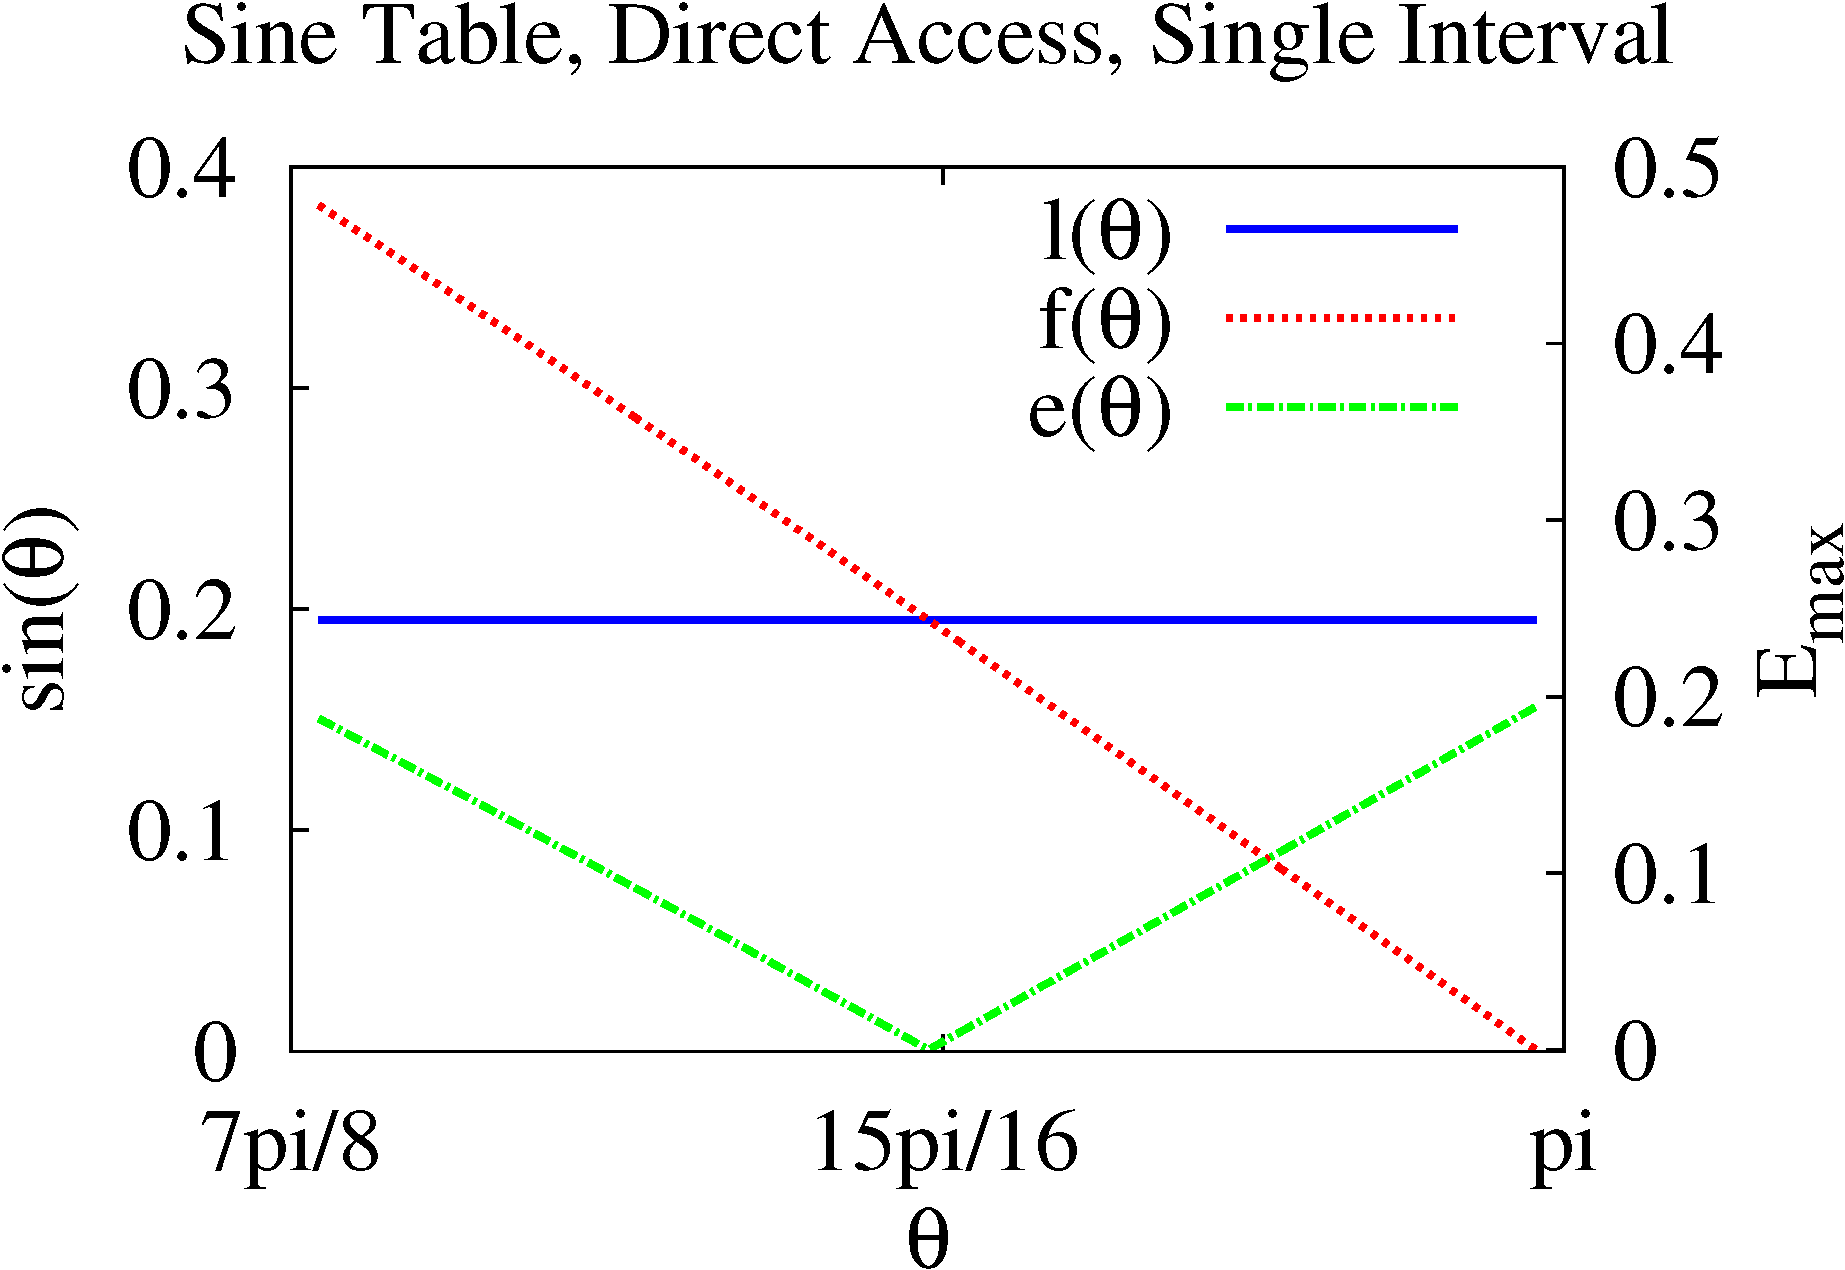 Sine Table, Direct Access, Single Interval
0.4
0.3
0.2
0.1
0
sin(θ)
l(θ)
f(θ)
e(θ)
0.5
0.4
0.3
0.2
0.1
0
Emax
7pi/8
15pi/16
pi
θ